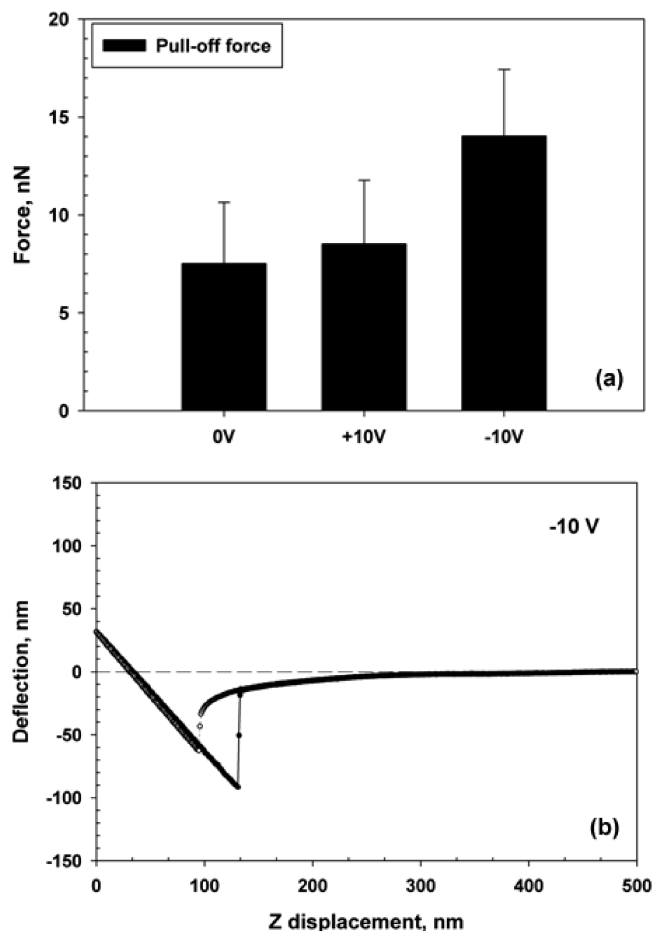 20
Pull-off force
15
10
5
0
Force, nN
(a)
0V +10V -10V
150
-10 V
100
50
0
-50
-100
-150
Deflection, nm
(b)
0 100 200 300 400 500
Z displacement, nm